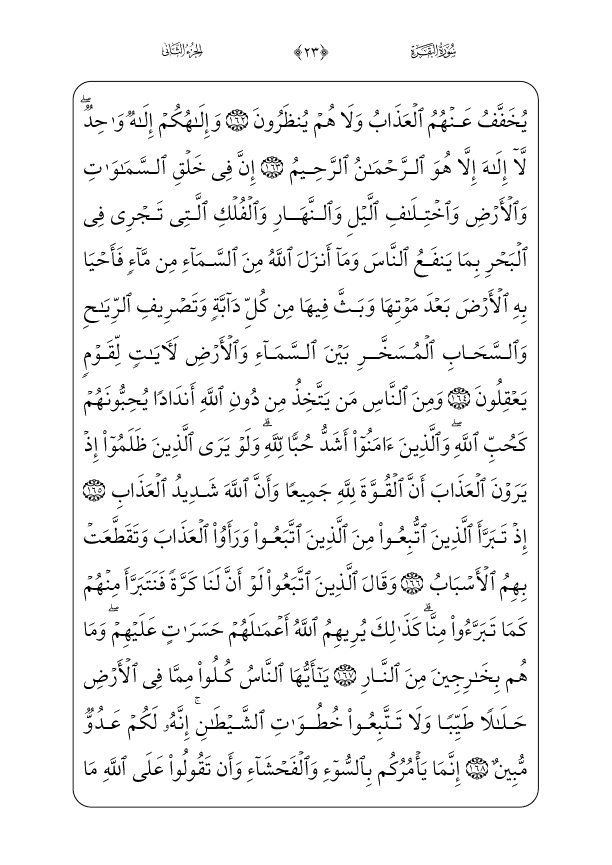 سُورَةُ البَقَرَةِ ﴿٢٣﴾ الجُزْءُ الثَّانِي
يُخَفَّفُ عَنۡهُمُ ٱلۡعَذَابُ وَلَا هُمۡ يُنظَرُونَ ١٦٢ وَإِلَٰهُكُمۡ إِلَٰهٞ وَٰحِدٞۖ
لَّآ إِلَٰهَ إِلَّا هُوَ ٱلرَّحۡمَٰنُ ٱلرَّحِيمُ ١٦٣ إِنَّ فِي خَلۡقِ ٱلسَّمَٰوَٰتِ
وَٱلۡأَرۡضِ وَٱخۡتِلَٰفِ ٱلَّيۡلِ وَٱلنَّهَارِ وَٱلۡفُلۡكِ ٱلَّتِي تَجۡرِي فِي
ٱلۡبَحۡرِ بِمَا يَنفَعُ ٱلنَّاسَ وَمَآ أَنزَلَ ٱللَّهُ مِنَ ٱلسَّمَآءِ مِن مَّآءٖ فَأَحۡيَا
بِهِ ٱلۡأَرۡضَ بَعۡدَ مَوۡتِهَا وَبَثَّ فِيهَا مِن كُلِّ دَآبَّةٖ وَتَصۡرِيفِ ٱلرِّيَٰحِ
وَٱلسَّحَابِ ٱلۡمُسَخَّرِ بَيۡنَ ٱلسَّمَآءِ وَٱلۡأَرۡضِ لَأٓيَٰتٖ لِّقَوۡمٖ
يَعۡقِلُونَ ١٦٤ وَمِنَ ٱلنَّاسِ مَن يَتَّخِذُ مِن دُونِ ٱللَّهِ أَندَادٗا يُحِبُّونَهُمۡ
كَحُبِّ ٱللَّهِۖ وَٱلَّذِينَ ءَامَنُوٓاْ أَشَدُّ حُبّٗا لِّلَّهِۗ وَلَوۡ يَرَى ٱلَّذِينَ ظَلَمُوٓاْ إِذۡ
يَرَوۡنَ ٱلۡعَذَابَ أَنَّ ٱلۡقُوَّةَ لِلَّهِ جَمِيعٗا وَأَنَّ ٱللَّهَ شَدِيدُ ٱلۡعَذَابِ ١٦٥
إِذۡ تَبَرَّأَ ٱلَّذِينَ ٱتُّبِعُواْ مِنَ ٱلَّذِينَ ٱتَّبَعُواْ وَرَأَوُاْ ٱلۡعَذَابَ وَتَقَطَّعَتۡ
بِهِمُ ٱلۡأَسۡبَابُ ١٦٦ وَقَالَ ٱلَّذِينَ ٱتَّبَعُواْ لَوۡ أَنَّ لَنَا كَرَّةٗ فَنَتَبَرَّأَ مِنۡهُمۡ
كَمَا تَبَرَّءُواْ مِنَّاۗ كَذَٰلِكَ يُرِيهِمُ ٱللَّهُ أَعۡمَٰلَهُمۡ حَسَرَٰتٍ عَلَيۡهِمۡۖ وَمَا
هُم بِخَٰرِجِينَ مِنَ ٱلنَّارِ ١٦٧ يَٰٓأَيُّهَا ٱلنَّاسُ كُلُواْ مِمَّا فِي ٱلۡأَرۡضِ
حَلَٰلٗا طَيِّبٗا وَلَا تَتَّبِعُواْ خُطُوَٰتِ ٱلشَّيۡطَٰنِۚ إِنَّهُۥ لَكُمۡ عَدُوّٞ
مُّبِينٌ ١٦٨ إِنَّمَا يَأۡمُرُكُم بِٱلسُّوٓءِ وَٱلۡفَحۡشَآءِ وَأَن تَقُولُواْ عَلَى ٱللَّهِ مَا